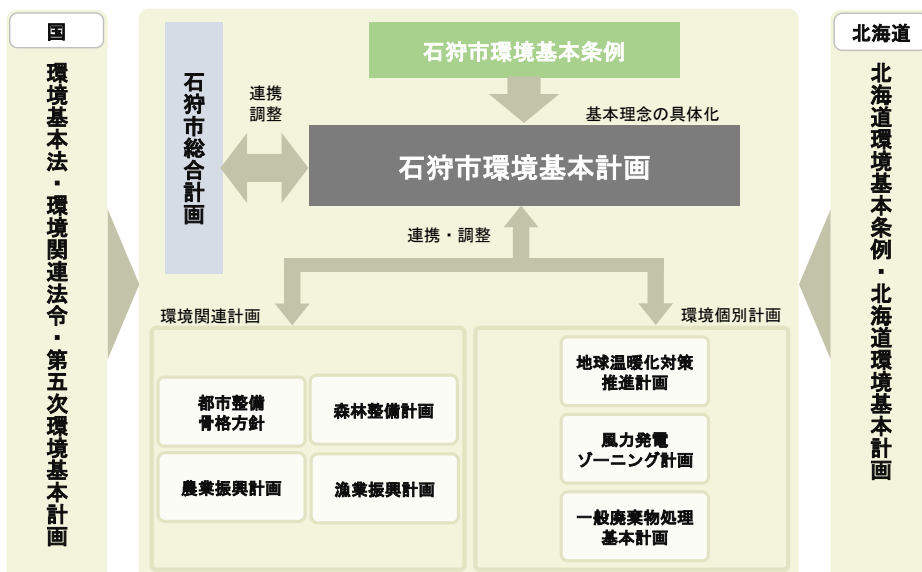 国
環境基本法・環境関連法令・第五次環境基本計画
石狩市総合計画
連携
調整
石狩市環境基本条例
基本理念の具体化
石狩市環境基本計画
連携・調整
環境関連計画
都市整備
骨格方針
森林整備計画
農業振興計画
漁業振興計画
環境個別計画
地球温暖化対策
推進計画
風力発電
ゾーニング計画
一般廃棄物処理
基本計画
北海道
北海道環境基本条例・北海道環境基本計画